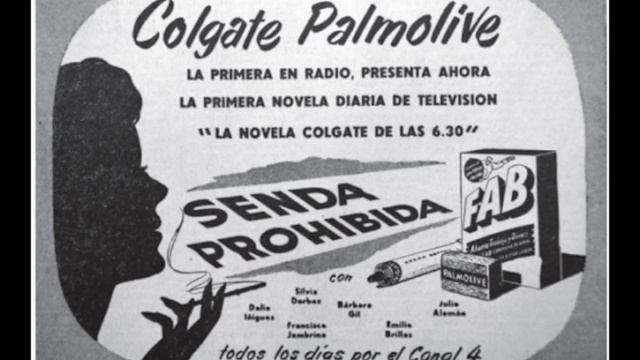 Colgate Palmolive
LA PRIMERA EN RADIO, PRESENTA AHORA
LA PRIMERA NOVELA DIARIA DE TELEVISION
"LA NOVELA COLGATE DE LAS 6.30"
SENDA
PROHIBIDA
FAB
PALMOLIVE
con
Dalia Iñiguez
Silvia Derbez
Francisco Jambrina
Bárbara Gil
Emilio Brillas
Julio Alemán
todos los días por el Canal 4